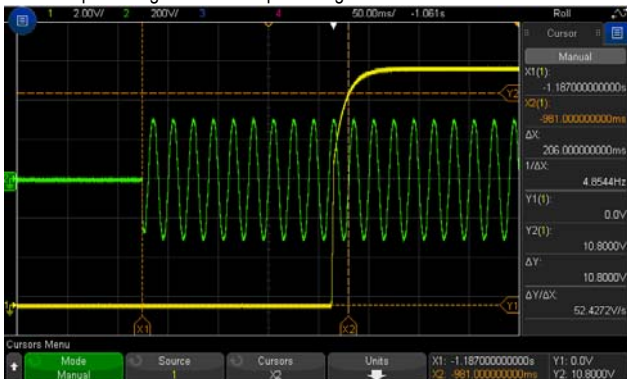 1 2.00V/ 2 200V/ 3 4 50.00ms/ -1.061s Roll
Cursor
Manual
X1(1):
-1.187000000000s
X2(1):
-981.000000000ms
ΔX:
206.000000000ms
1/ΔX:
4.8544Hz
Y1(1):
0.0V
Y2(1):
10.8000V
ΔY:
10.8000V
ΔY/ΔX:
52.4272V/s
Y2
Y1
X1 X2
Cursors Menu
Mode Source Cursors Units X1: -1.187000000000s Y1: 0.0V
Manual 1 X2 X2: -981.000000000ms Y2: 10.8000V